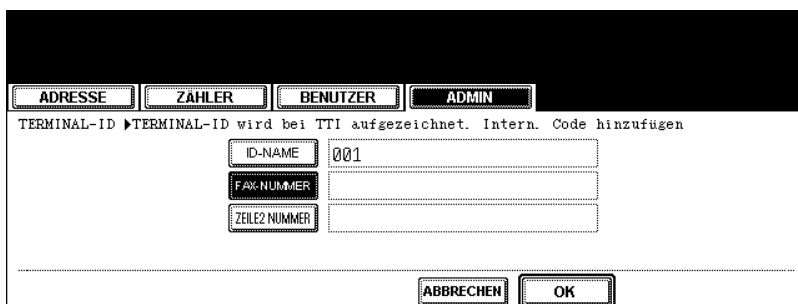 ADRESSE ZÄHLER BENUTZER ADMIN
TERMINAL-ID ▶TERMINAL-ID wird bei TTI aufgezeichnet. Intern. Code hinzufügen
ID-NAME 001
FAX-NUMMER
ZEILE2 NUMMER
ABBRECHEN OK